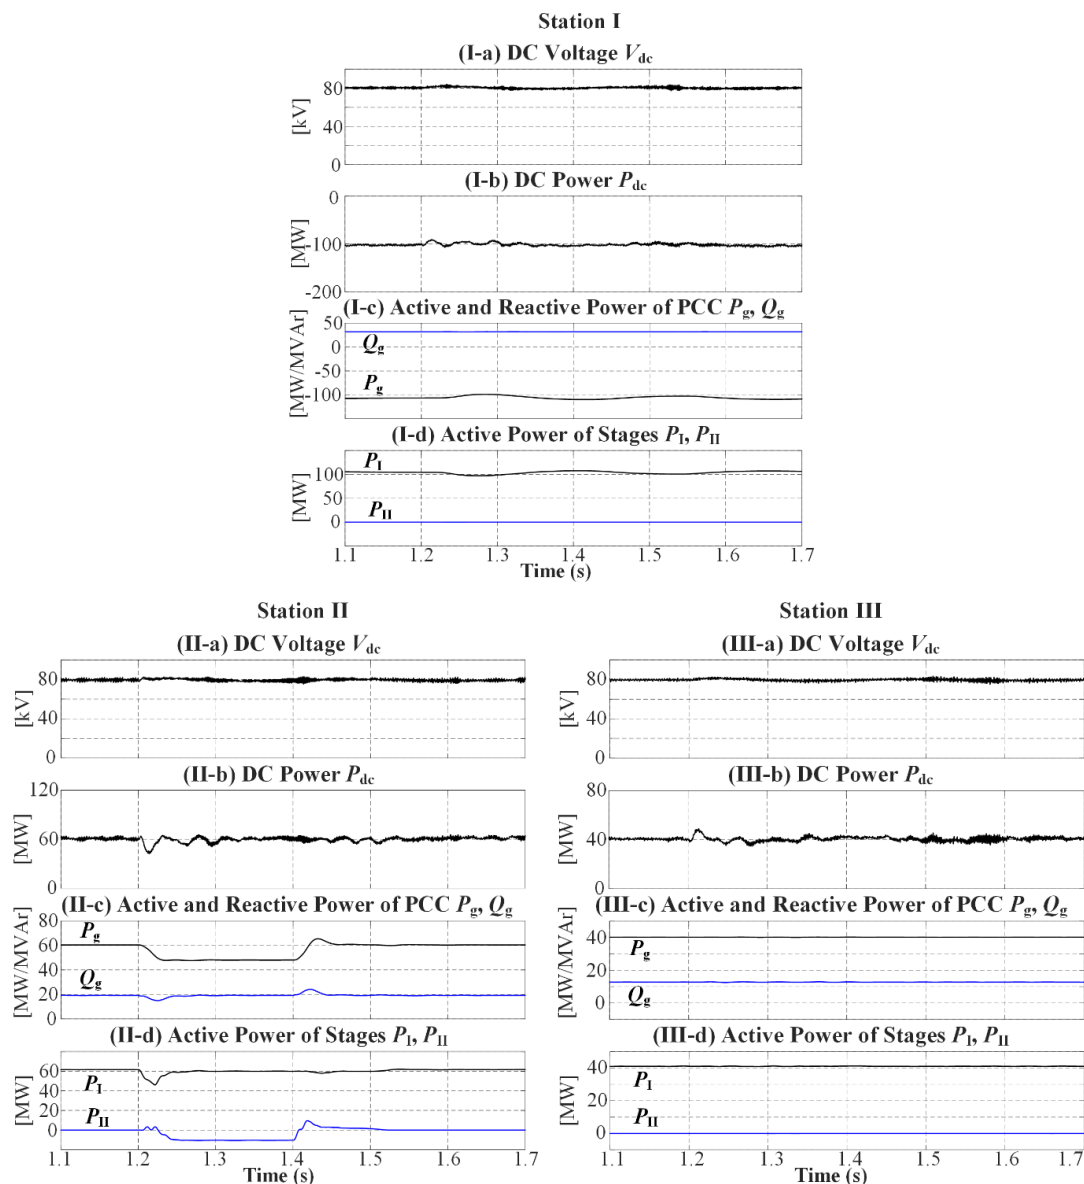 Station I
(I-a) DC Voltage Vdc
[kV]
80
40
0
(I-b) DC Power Pdc
[MW]
0
-100
-200
(I-c) Active and Reactive Power of PCC Pg, Qg
[MW/MVAr]
50
0
-50
-100
Qg
Pg
(I-d) Active Power of Stages PI, PII
[MW]
100
50
0
PI
PII
1.1 1.2 1.3 1.4 1.5 1.6 1.7
Time (s)
Station II
(II-a) DC Voltage Vdc
[kV]
80
40
0
(II-b) DC Power Pdc
[MW]
120
60
0
(II-c) Active and Reactive Power of PCC Pg, Qg
[MW/MVAr]
80
60
40
20
0
Pg
Qg
(II-d) Active Power of Stages PI, PII
[MW]
60
40
20
0
PI
PII
1.1 1.2 1.3 1.4 1.5 1.6 1.7
Time (s)
Station III
(III-a) DC Voltage Vdc
[kV]
80
40
0
(III-b) DC Power Pdc
[MW]
80
40
0
(III-c) Active and Reactive Power of PCC Pg, Qg
[MW/MVAr]
40
20
0
Pg
Qg
(III-d) Active Power of Stages PI, PII
[MW]
40
20
0
PI
PII
1.1 1.2 1.3 1.4 1.5 1.6 1.7
Time (s)